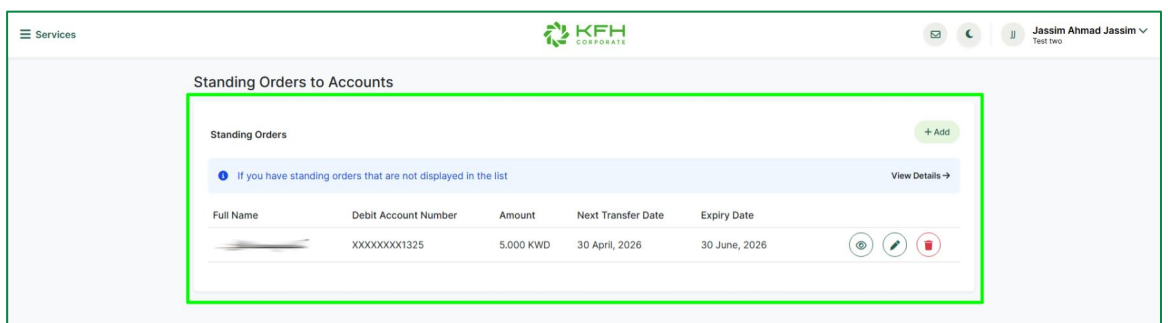 Services
KFH
CORPORATE
JJ
Jassim Ahmad Jassim
Test two
Standing Orders to Accounts
Standing Orders
+ Add
If you have standing orders that are not displayed in the list
View Details →
Full Name Debit Account Number Amount Next Transfer Date Expiry Date
XXXXXXXX1325 5.000 KWD 30 April, 2026 30 June, 2026